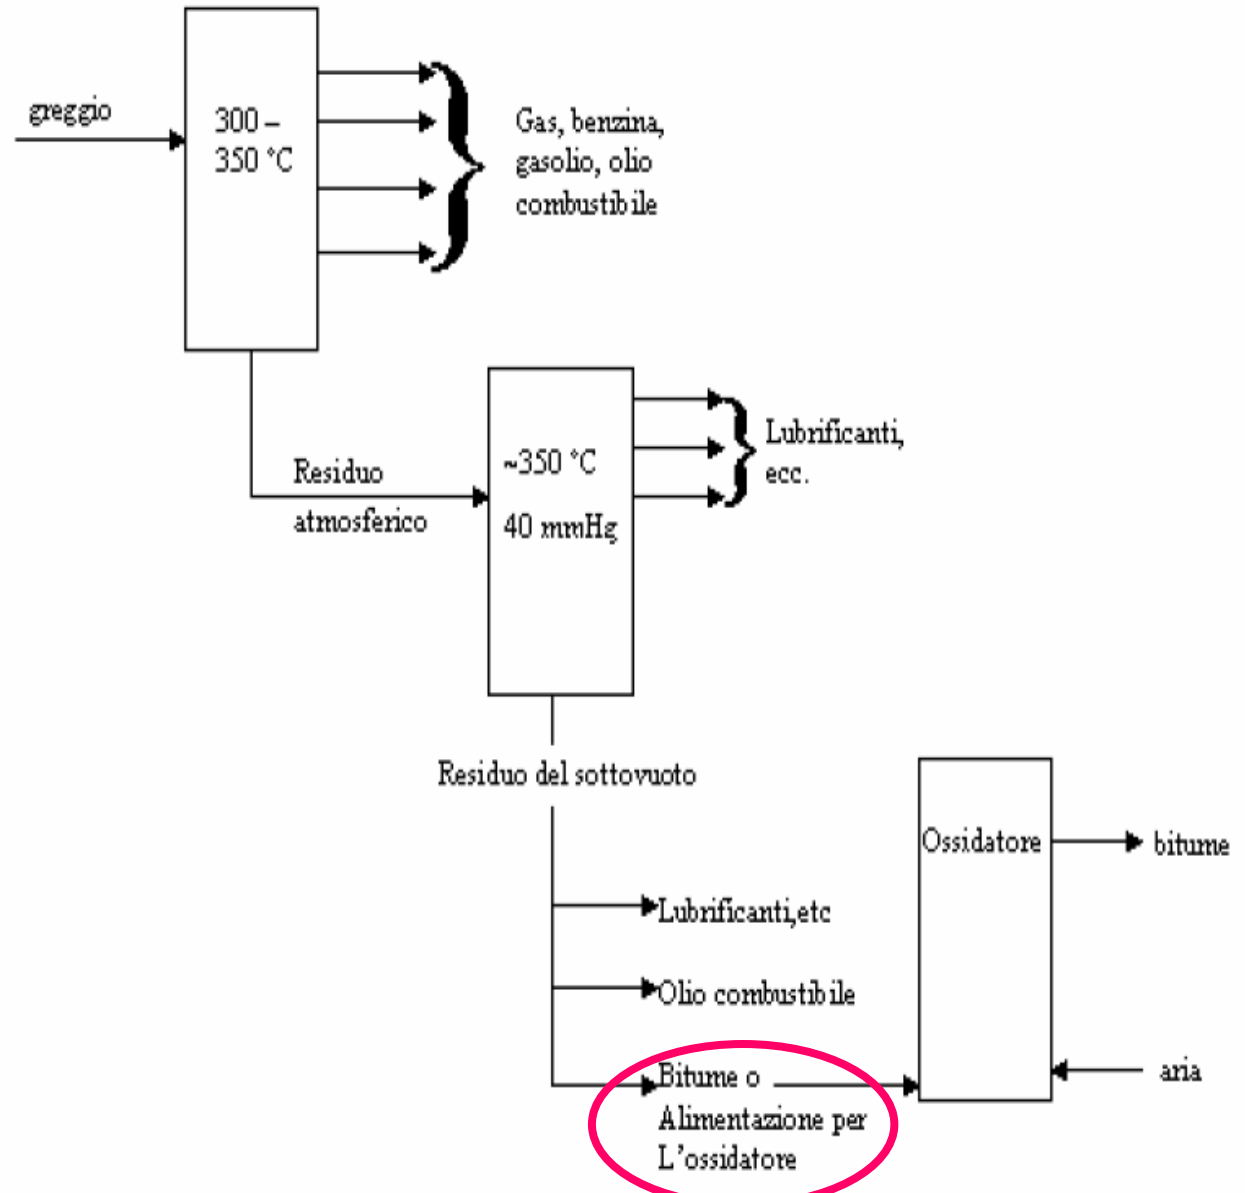 greggio
300 –
350 °C
Gas, benzina,
gasolio, olio
combustibile
Residuo
atmosferico
~350 °C
40 mmHg
Lubrificanti,
ecc.
Residuo del sottovuoto
Ossidatore
bitume
Lubrificanti,etc
Olio combustibile
Bitume o
Alimentazione per
L'ossidatore
aria